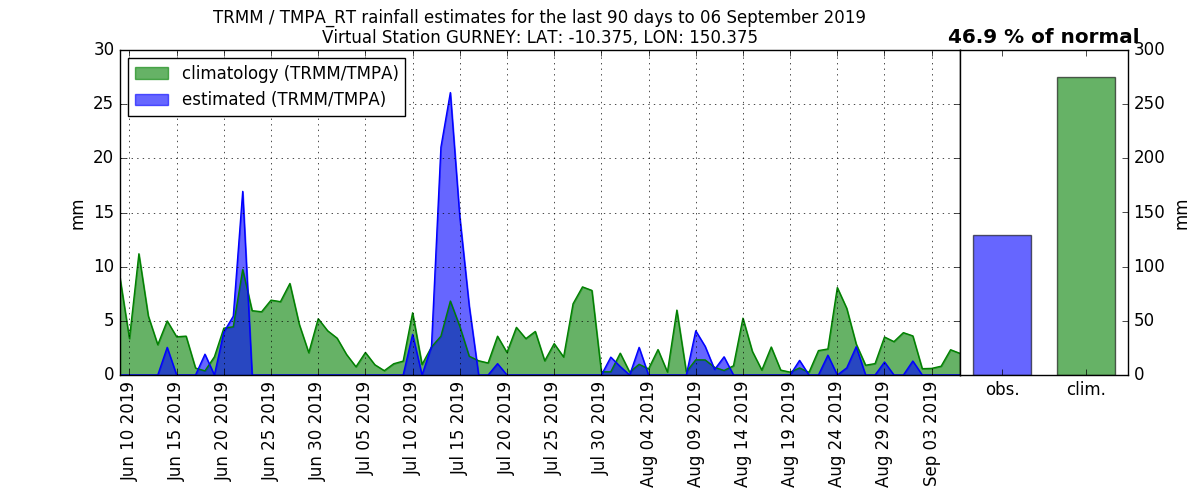 TRMM / TMPA_RT rainfall estimates for the last 90 days to 06 September 2019
Virtual Station GURNEY: LAT: -10.375, LON: 150.375
46.9 % of normal
climatology (TRMM/TMPA)
estimated (TRMM/TMPA)
30
25
20
15
10
5
0
mm
300
250
200
150
100
50
0
mm
Jun 10 2019
Jun 15 2019
Jun 20 2019
Jun 25 2019
Jun 30 2019
Jul 05 2019
Jul 10 2019
Jul 15 2019
Jul 20 2019
Jul 25 2019
Jul 30 2019
Aug 04 2019
Aug 09 2019
Aug 14 2019
Aug 19 2019
Aug 24 2019
Aug 29 2019
Sep 03 2019
obs.
clim.